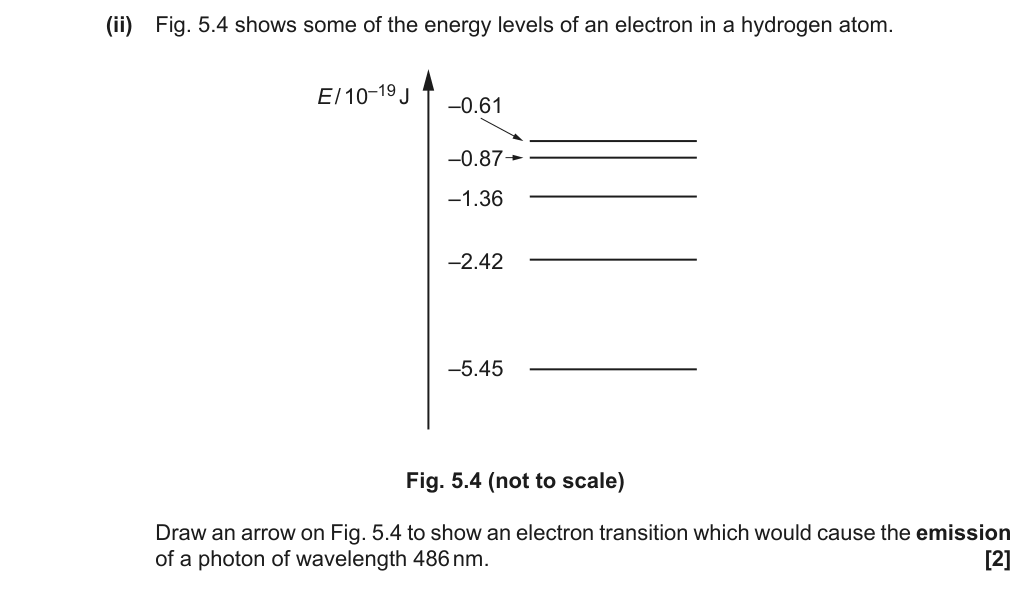 (ii) Fig. 5.4 shows some of the energy levels of an electron in a hydrogen atom.
E / 10⁻¹⁹ J
–0.61
–0.87
–1.36
–2.42
–5.45
Fig. 5.4 (not to scale)
Draw an arrow on Fig. 5.4 to show an electron transition which would cause the emission
of a photon of wavelength 486 nm. [2]